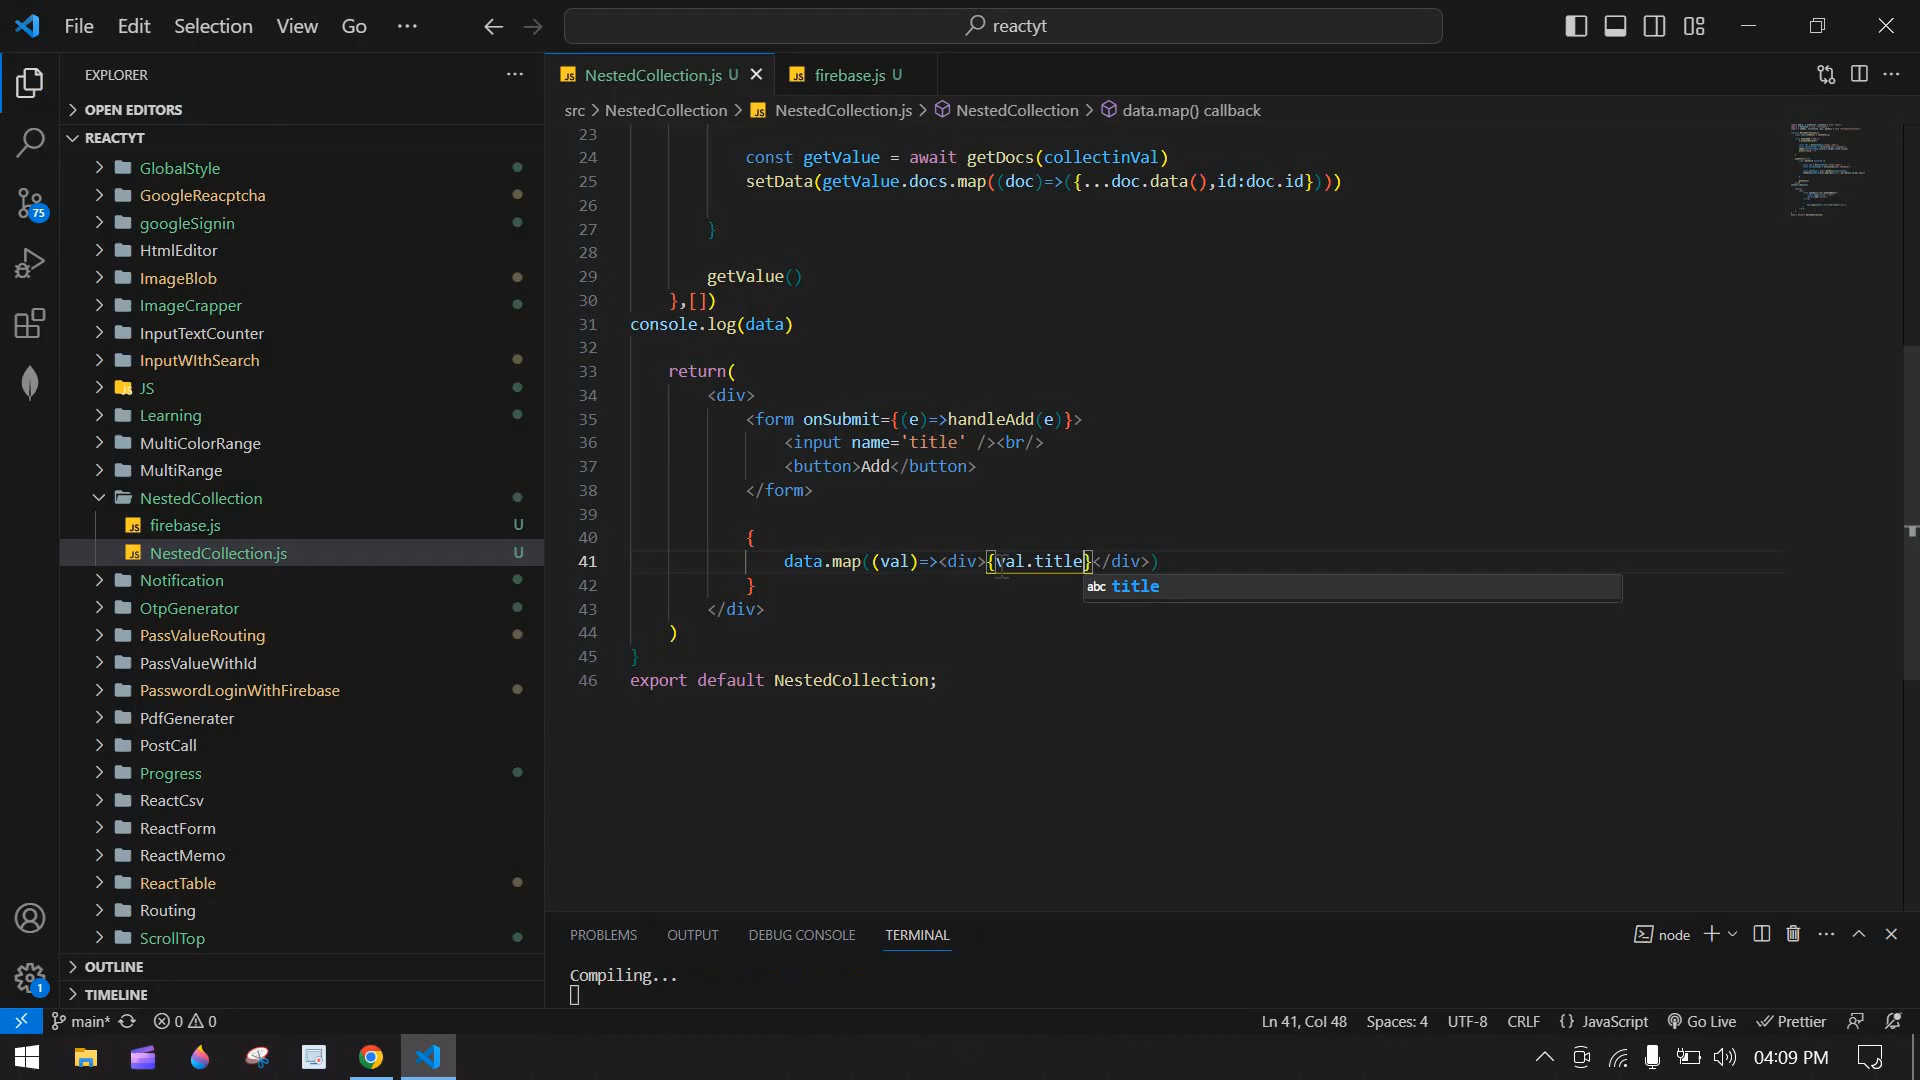 File Edit Selection View Go ···
reactyt
EXPLORER
OPEN EDITORS
REACTYT
GlobalStyle
GoogleReacptcha
googleSignin
HtmlEditor
ImageBlob
ImageCrapper
InputTextCounter
InputWIthSearch
JS
Learning
MultiColorRange
MultiRange
NestedCollection
JS firebase.js U
JS NestedCollection.js U
Notification
OtpGenerator
PassValueRouting
PassValueWithId
PasswordLoginWithFirebase
PdfGenerater
PostCall
Progress
ReactCsv
ReactForm
ReactMemo
ReactTable
Routing
ScrollTop
OUTLINE
TIMELINE
75
1
JS NestedCollection.js U
JS firebase.js U
src > NestedCollection > JS NestedCollection.js > NestedCollection > data.map() callback
23
24 const getValue = await getDocs(collectinVal)
25 setData(getValue.docs.map((doc)=>({...doc.data(),id:doc.id})))
26
27 }
28
29 getValue()
30 },[])
31 console.log(data)
32
33 return(
34 <div>
35 <form onSubmit={(e)=>handleAdd(e)}>
36 <input name='title' /><br/>
37 <button>Add</button>
38 </form>
39
40 {
41 data.map((val)=><div>{val.title}</div>)
abc title
42 }
43 </div>
44 )
45 }
46 export default NestedCollection;
PROBLEMS OUTPUT DEBUG CONSOLE TERMINAL
node
Compiling...
main* 0 0
Ln 41, Col 48 Spaces: 4 UTF-8 CRLF {} JavaScript Go Live Prettier
04:09 PM